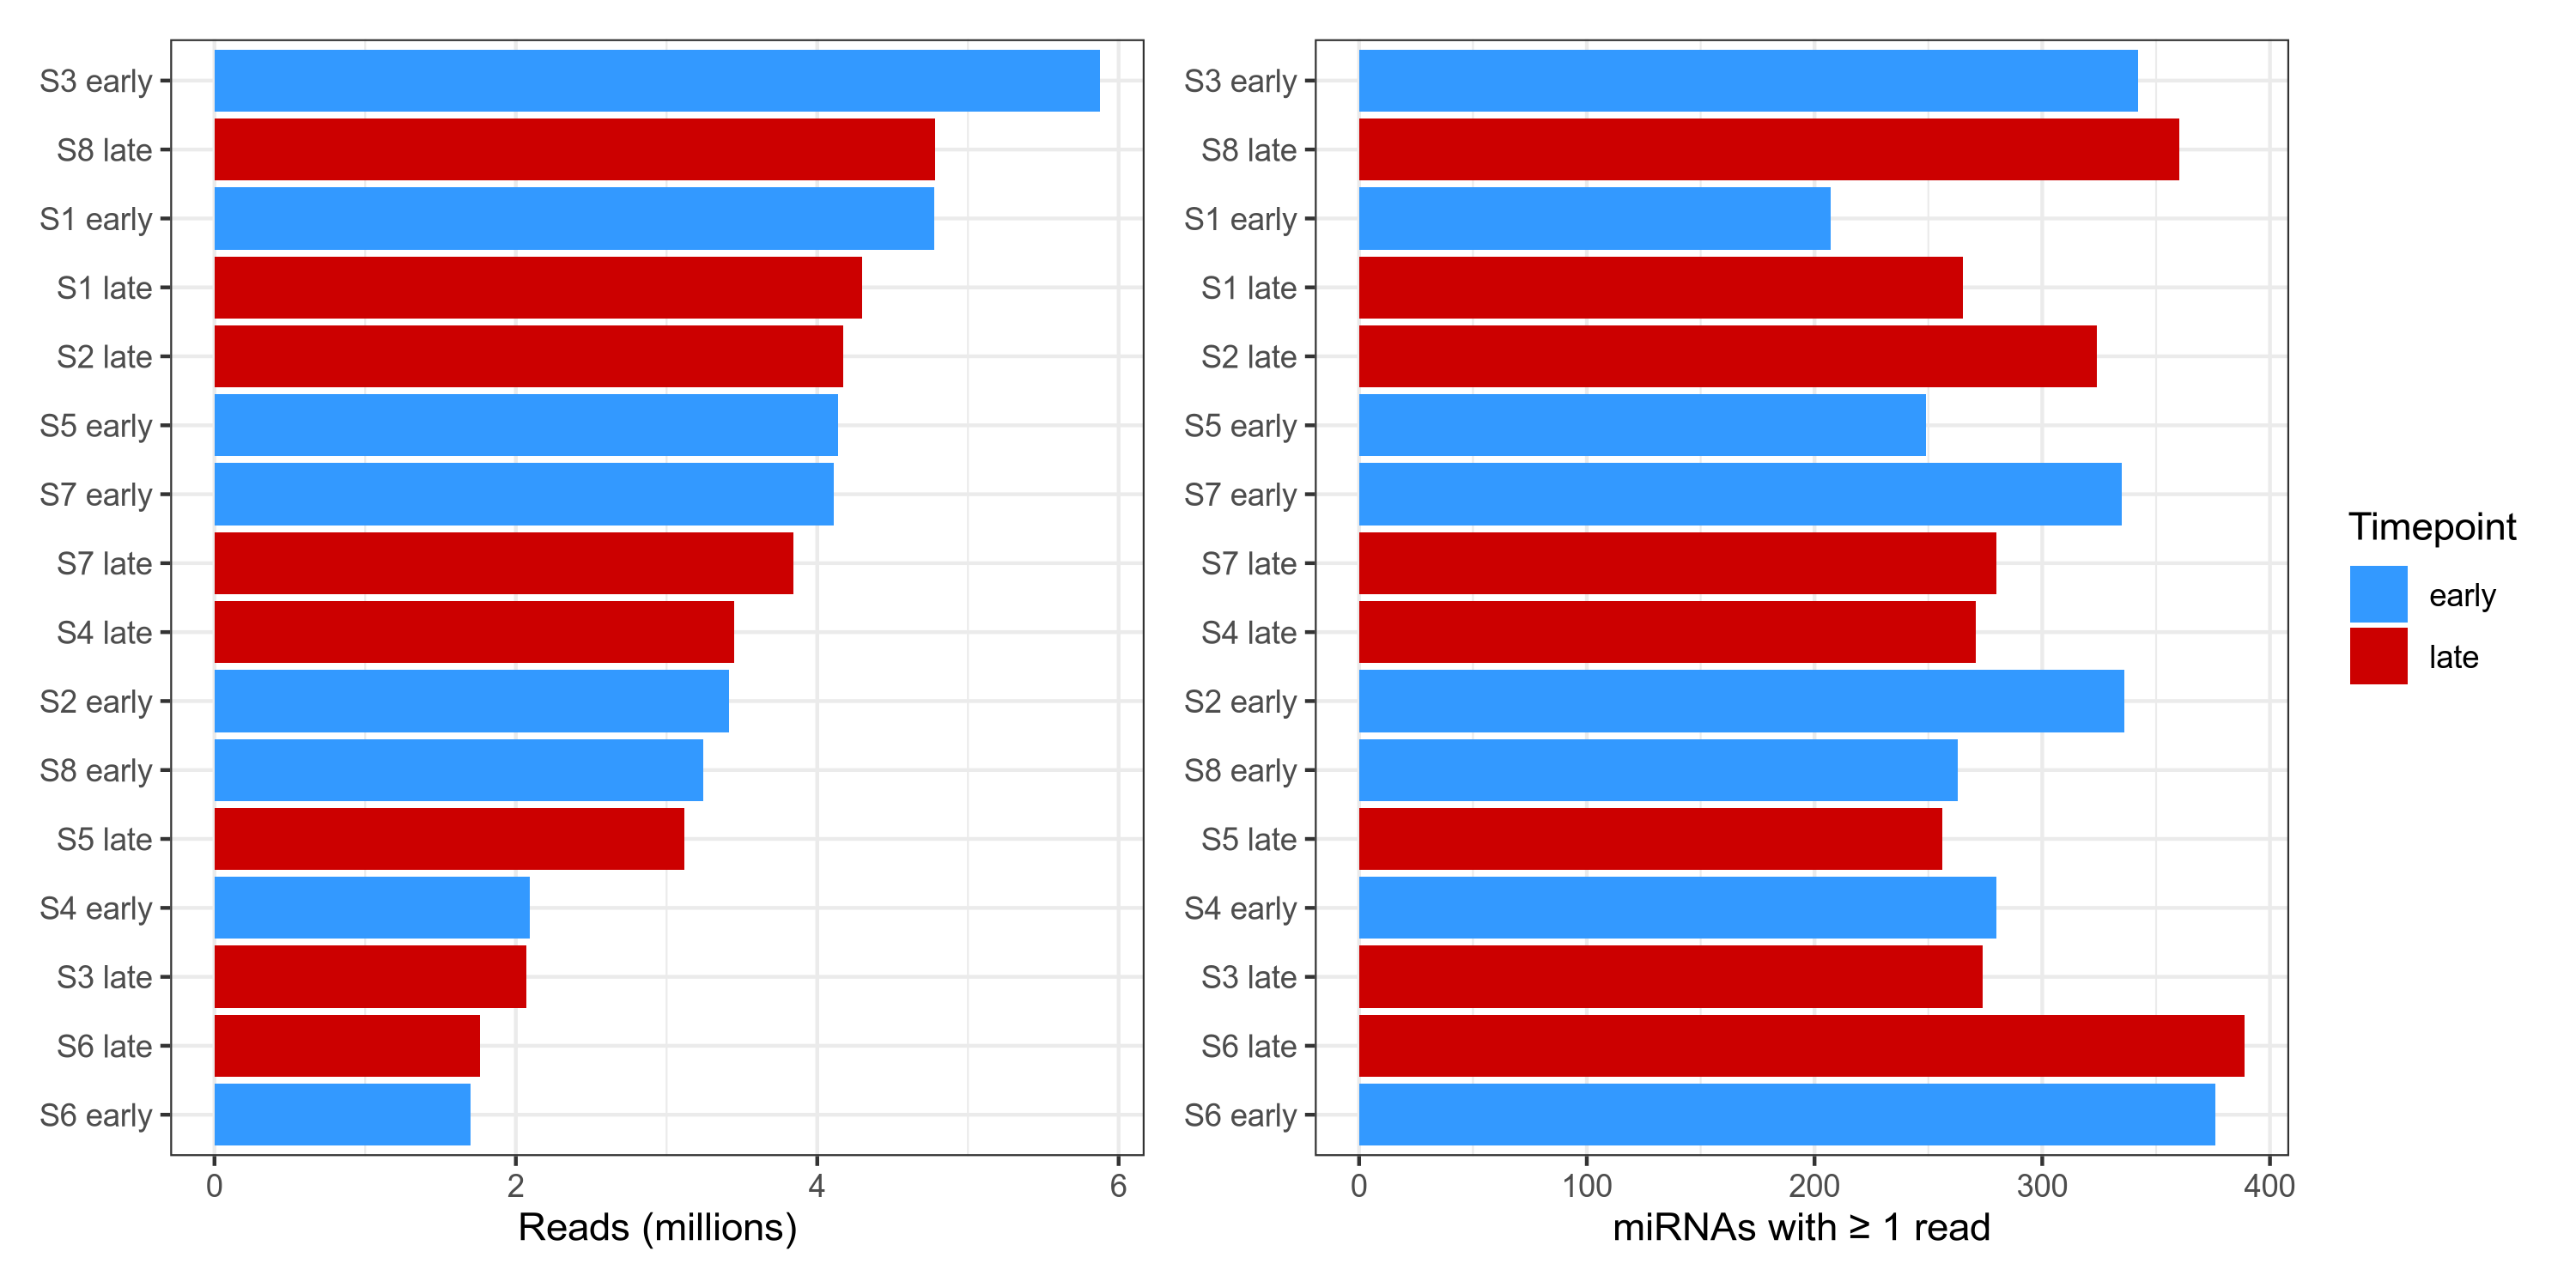 S3 early
S8 late
S1 early
S1 late
S2 late
S5 early
S7 early
S7 late
S4 late
S2 early
S8 early
S5 late
S4 early
S3 late
S6 late
S6 early
0 2 4 6
Reads (millions)
S3 early
S8 late
S1 early
S1 late
S2 late
S5 early
S7 early
S7 late
S4 late
S2 early
S8 early
S5 late
S4 early
S3 late
S6 late
S6 early
0 100 200 300 400
miRNAs with ≥ 1 read
Timepoint
early
late